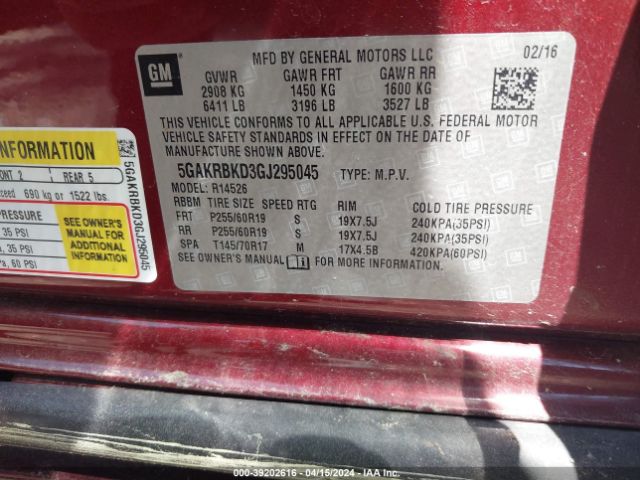 GM
MFD BY GENERAL MOTORS LLC 02/16
GVWR GAWR FRT GAWR RR
2908 KG 1450 KG 1600 KG
6411 LB 3196 LB 3527 LB
THIS VEHICLE CONFORMS TO ALL APPLICABLE U.S. FEDERAL MOTOR
VEHICLE SAFETY STANDARDS IN EFFECT ON THE DATE OF
MANUFACTURE SHOWN ABOVE.
5GAKRBKD3GJ295045 TYPE: M.P.V.
MODEL: R14526
RBBM TIRE SIZE SPEED RTG RIM COLD TIRE PRESSURE
FRT P255/60R19 S 19X7.5J 240KPA(35PSI)
RR P255/60R19 S 19X7.5J 240KPA(35PSI)
SPA T145/70R17 M 17X4.5B 420KPA(60PSI)
SEE OWNER'S MANUAL FOR ADDITIONAL INFORMATION.
INFORMATION
FRONT 2 REAR 5
exceed 690 kg or 1522 lbs.
PRESSURE
35 PSI
35 PSI
60 PSI
SEE OWNER'S
MANUAL FOR
ADDITIONAL
INFORMATION
5GAKRBKD3GJ295045
000-39202616 - 04/15/2024 - IAA Inc.